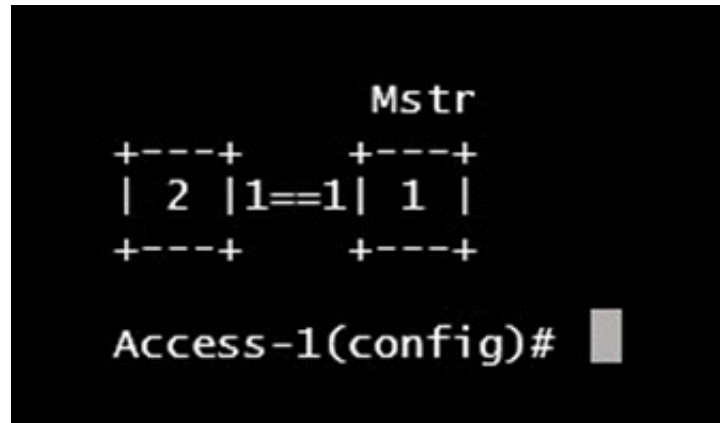 Mstr
+---+ +---+
| 2 |1==1| 1 |
+---+ +---+
Access-1(config)#